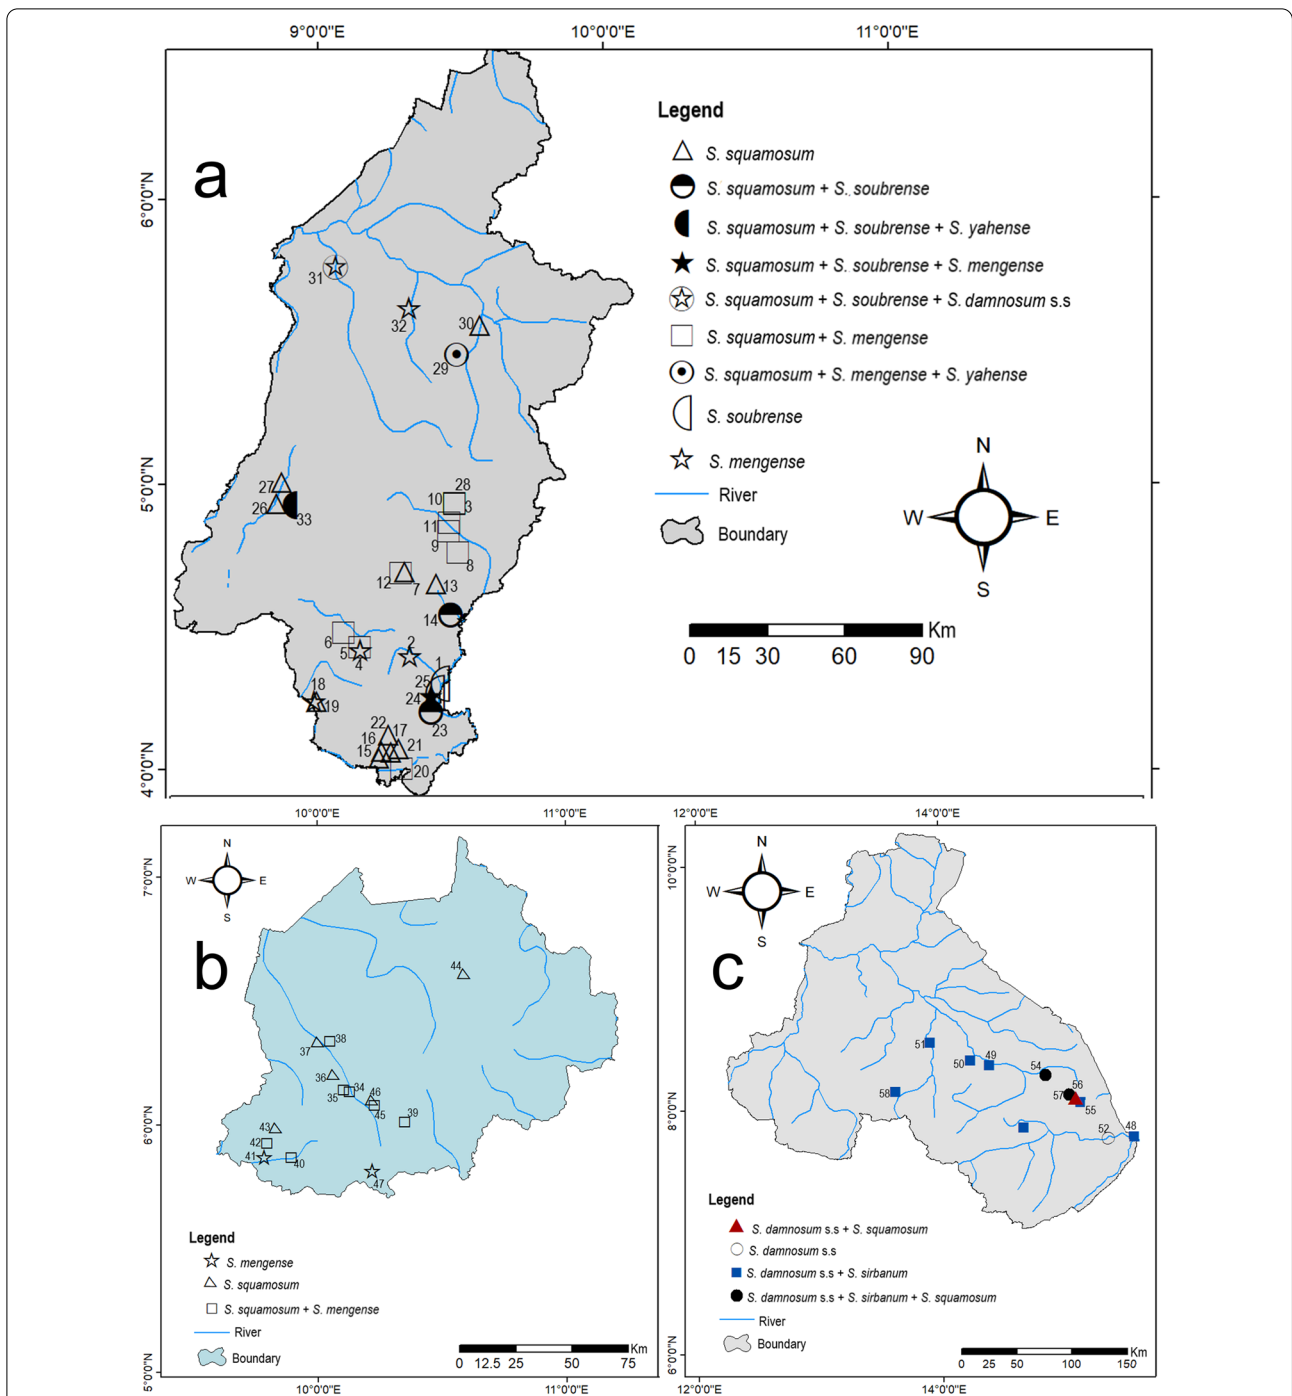 9°0'0"E 10°0'0"E 11°0'0"E
a
6°0'0"N
5°0'0"N
4°0'0"N
Legend
S. squamosum
S. squamosum + S. soubrense
S. squamosum + S. soubrense + S. yahense
S. squamosum + S. soubrense + S. mengense
S. squamosum + S. soubrense + S. damnosum s.s
S. squamosum + S. mengense
S. squamosum + S. mengense + S. yahense
S. soubrense
S. mengense
River
Boundary
N
W E
S
Km
0 15 30 60 90
31
32
30
29
27
26
33
28
10
3
11
9
8
12
7
13
14
6
5
4
2
1
25
24
23
18
19
22
17
16
15
21
20
10°0'0"E 11°0'0"E
7°0'0"N
6°0'0"N
5°0'0"N
N
W E
S
b
44
38
37
36
34
35
46
45
39
43
42
41
40
47
Legend
S. mengense
S. squamosum
S. squamosum + S. mengense
River
Boundary
Km
0 12.5 25 50 75
10°0'0"E 11°0'0"E
12°0'0"E 14°0'0"E
10°0'0"N
8°0'0"N
6°0'0"N
N
W E
S
c
51
50
49
54
58
56
57
55
52
48
Legend
S. damnosum s.s + S. squamosum
S. damnosum s.s
S. damnosum s.s + S. sirbanum
S. damnosum s.s + S. sirbanum + S. squamosum
River
Boundary
Km
0 25 50 100 150
12°0'0"E 14°0'0"E